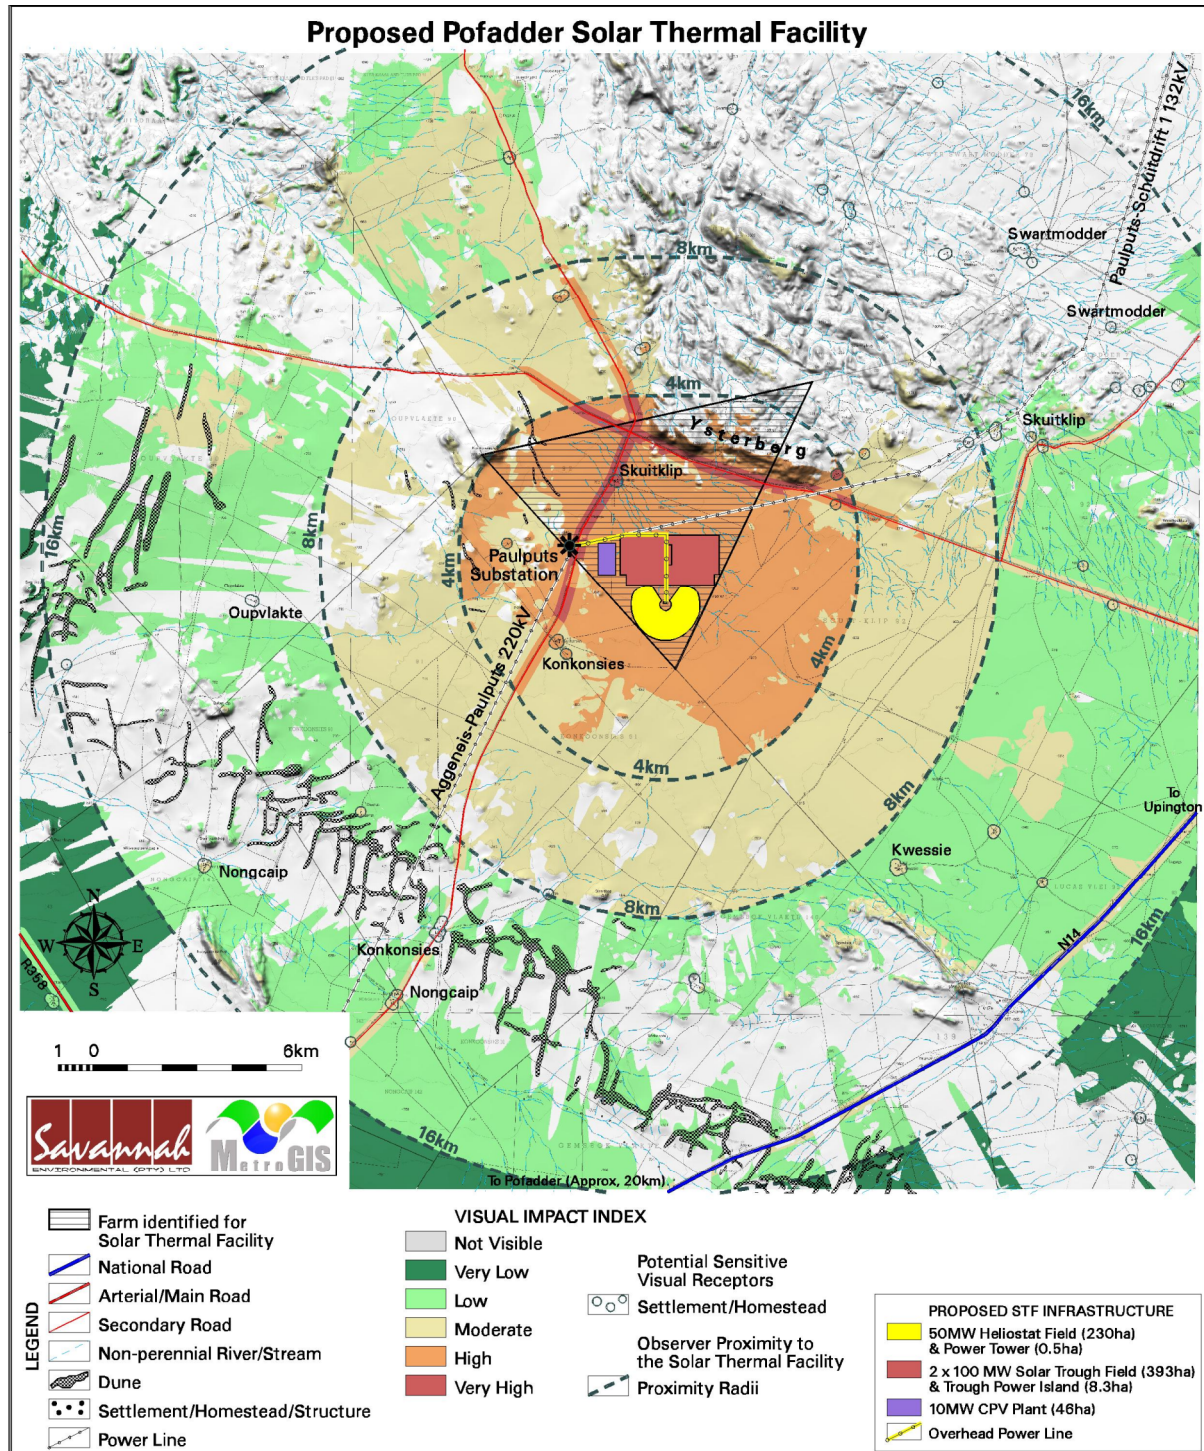 Proposed Pofadder Solar Thermal Facility
16km
Paulputs-Schuitdrift 1 132kV
8km
Swartmodder
Swartmodder
4km
Skuitklip
Ysterberg
Skuitklip
8km
16km
Paulputs
Substation
4km
Oupvlakte
Aggeneis-Paulputs 220kV
Konkonsies
4km
4km
8km
To
Upington
Kwessie
Nongcaip
8km
16km
N14
N
W
E
S
R358
Konkonsies
Nongcaip
1 0 6km
Savannah
ENVIRONMENTAL (PTY) LTD
MetroGIS
16km
To Pofadder (Approx, 20km).
LEGEND
Farm identified for
Solar Thermal Facility
National Road
Arterial/Main Road
Secondary Road
Non-perennial River/Stream
Dune
Settlement/Homestead/Structure
Power Line
VISUAL IMPACT INDEX
Not Visible
Very Low
Low
Moderate
High
Very High
Potential Sensitive
Visual Receptors
Settlement/Homestead
Observer Proximity to
the Solar Thermal Facility
Proximity Radii
PROPOSED STF INFRASTRUCTURE
50MW Heliostat Field (230ha)
& Power Tower (0.5ha)
2 x 100 MW Solar Trough Field (393ha)
& Trough Power Island (8.3ha)
10MW CPV Plant (46ha)
Overhead Power Line